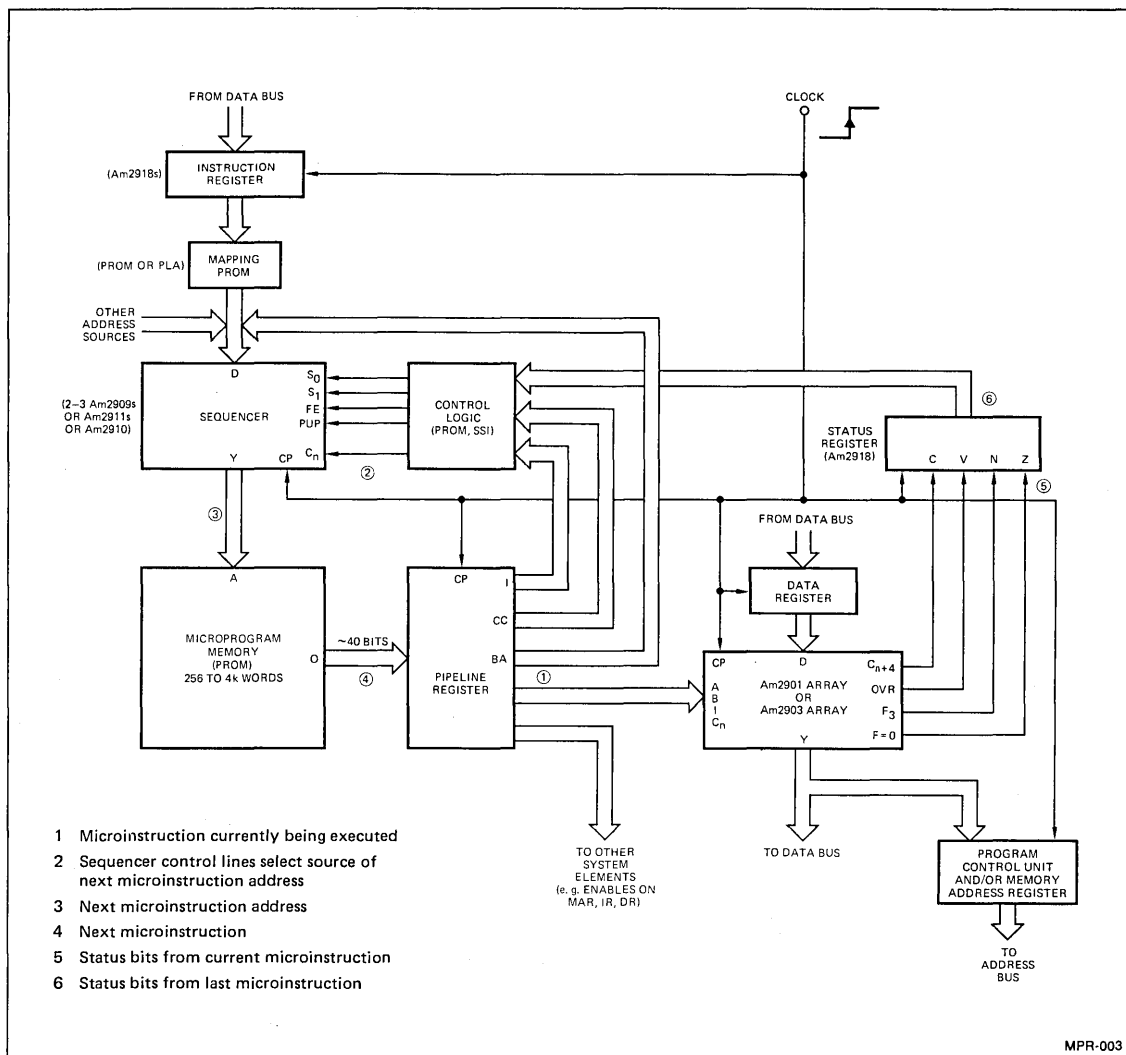 FROM DATA BUS
CLOCK
(Am2918s)
INSTRUCTION
REGISTER
(PROM OR PLA)
MAPPING
PROM
OTHER
ADDRESS
SOURCES
(2–3 Am2909s
OR Am2911s
OR Am2910)
D
SEQUENCER
S0
S1
FE
PUP
Cn
Y
CP
CONTROL
LOGIC
(PROM, SSI)
②
③
⑥
STATUS
REGISTER
(Am2918)
C V N Z
⑤
FROM DATA BUS
DATA
REGISTER
A
MICROPROGRAM
MEMORY
(PROM)
256 TO 4k WORDS
O
~40 BITS
④
CP
I
CC
BA
PIPELINE
REGISTER
①
CP
D
A
B
I
Cn
Am2901 ARRAY
OR
Am2903 ARRAY
Cn+4
OVR
F3
F=0
Y
TO OTHER
SYSTEM
ELEMENTS
(e. g. ENABLES ON
MAR, IR, DR)
TO DATA BUS
PROGRAM
CONTROL UNIT
AND/OR MEMORY
ADDRESS REGISTER
TO
ADDRESS
BUS
1 Microinstruction currently being executed
2 Sequencer control lines select source of
next microinstruction address
3 Next microinstruction address
4 Next microinstruction
5 Status bits from current microinstruction
6 Status bits from last microinstruction
MPR-003